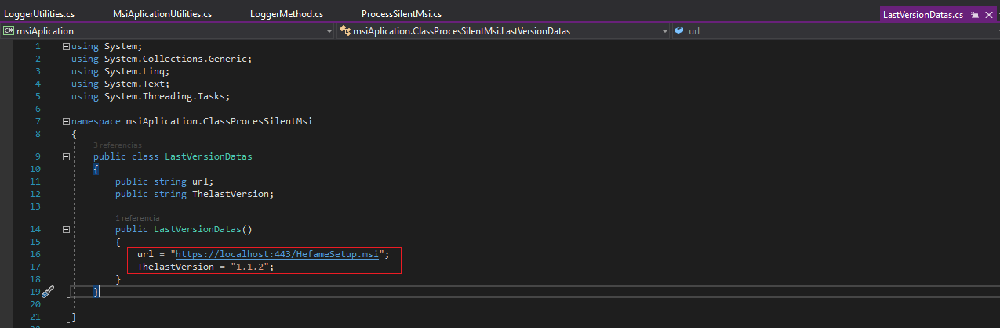 LoggerUtilities.cs MsiAplicationUtilities.cs LoggerMethod.cs ProcessSilentMsi.cs LastVersionDatas.cs
C# msiAplication msiAplication.ClassProcesSilentMsi.LastVersionDatas url
1 using System;
2 using System.Collections.Generic;
3 using System.Linq;
4 using System.Text;
5 using System.Threading.Tasks;
6
7 namespace msiAplication.ClassProcesSilentMsi
8 {
3 referencias
9 public class LastVersionDatas
10 {
11 public string url;
12 public string ThelastVersion;
13
1 referencia
14 public LastVersionDatas()
15 {
16 url = "https://localhost:443/HefameSetup.msi";
17 ThelastVersion = "1.1.2";
18 }
19 }
20
21 }